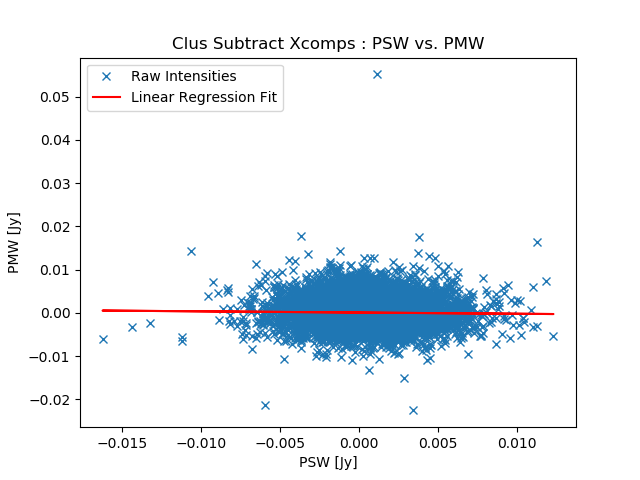 Clus Subtract Xcomps : PSW vs. PMW
Raw Intensities
Linear Regression Fit
0.05
0.04
0.03
0.02
0.01
0.00
−0.01
−0.02
PMW [Jy]
−0.015
−0.010
−0.005
0.000
0.005
0.010
PSW [Jy]